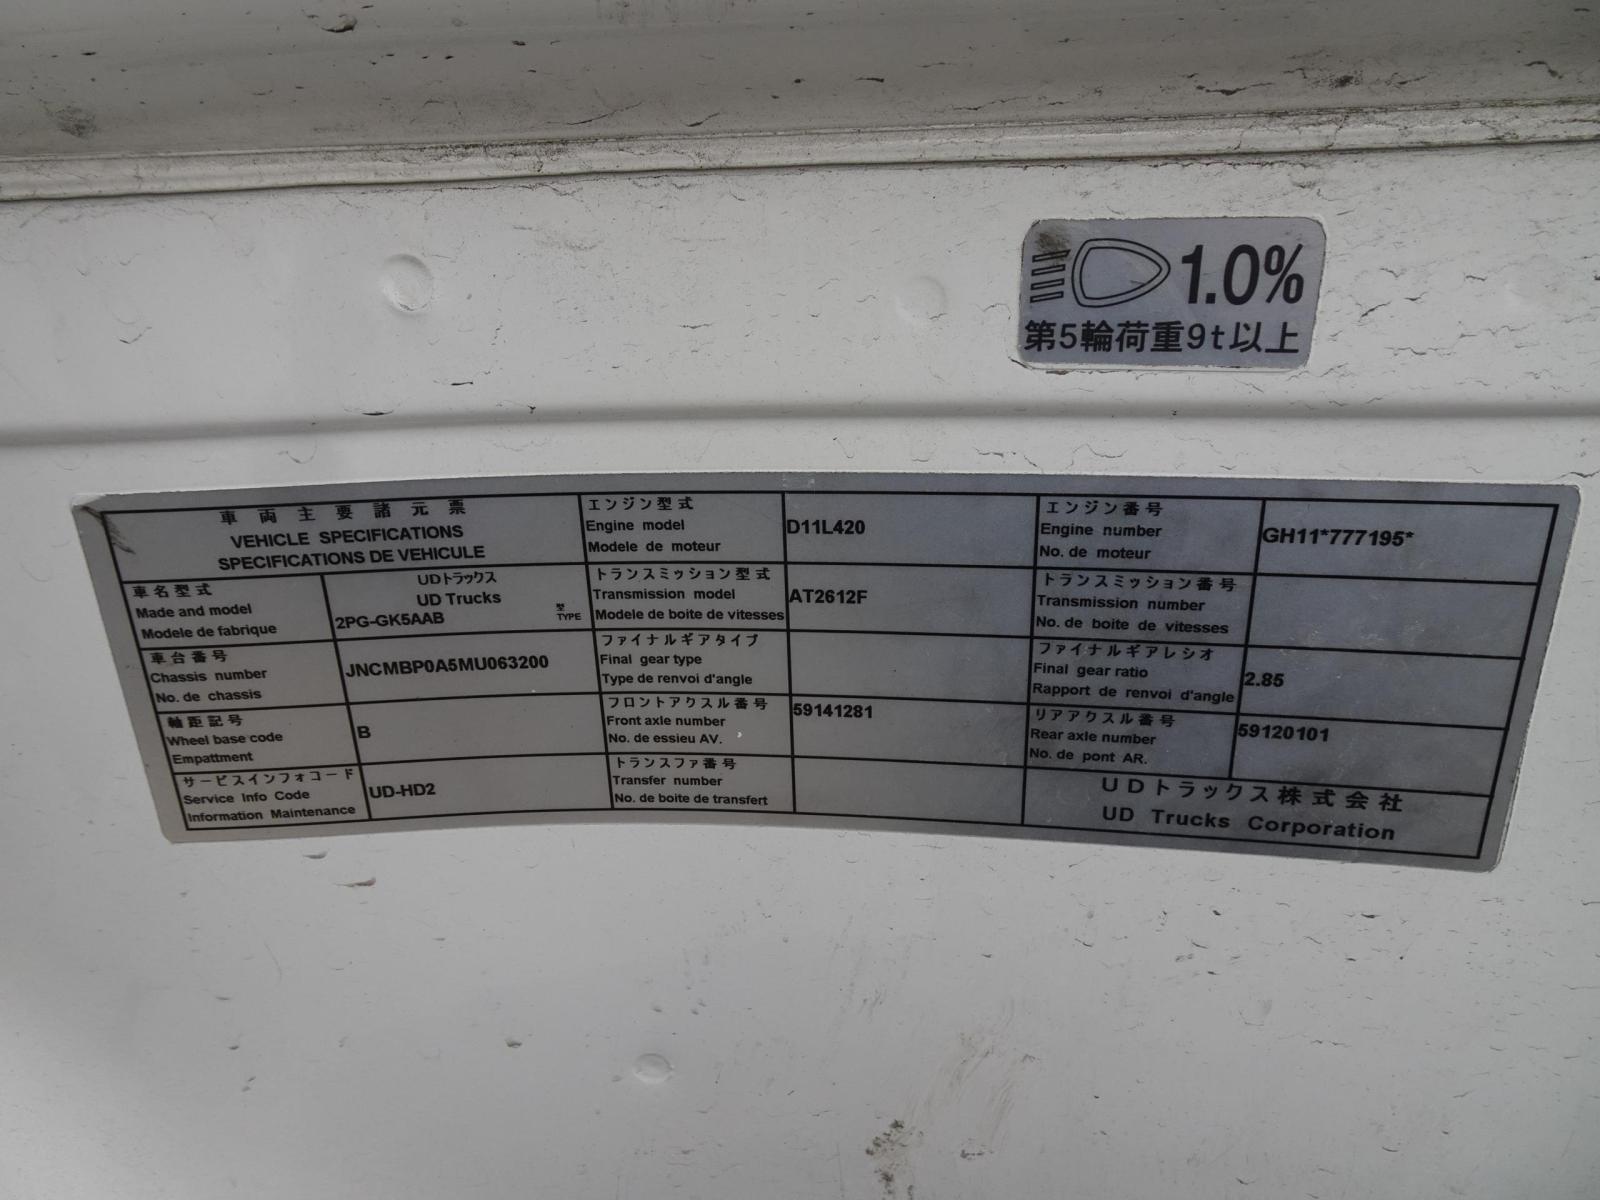 1.0%
第5輪荷重9t以上
車両主要諸元票
VEHICLE SPECIFICATIONS
SPECIFICATIONS DE VEHICULE
車名型式
Made and model
Modele de fabrique
UDトラックス
UD Trucks
2PG-GK5AAB
型
TYPE
車台番号
Chassis number
No. de chassis
JNCMBP0A5MU063200
軸距記号
Wheel base code
Empattment
B
サービスインフォコード
Service Info Code
Information Maintenance
UD-HD2
エンジン型式
Engine model
Modele de moteur
D11L420
トランスミッション型式
Transmission model
Modele de boite de vitesses
AT2612F
ファイナルギアタイプ
Final gear type
Type de renvoi d'angle
フロントアクスル番号
Front axle number
No. de essieu AV.
59141281
トランスファ番号
Transfer number
No. de boite de transfert
エンジン番号
Engine number
No. de moteur
GH11*777195*
トランスミッション番号
Transmission number
No. de boite de vitesses
ファイナルギアレシオ
Final gear ratio
Rapport de renvoi d'angle
2.85
リアアクスル番号
Rear axle number
No. de pont AR.
59120101
UDトラックス株式会社
UD Trucks Corporation